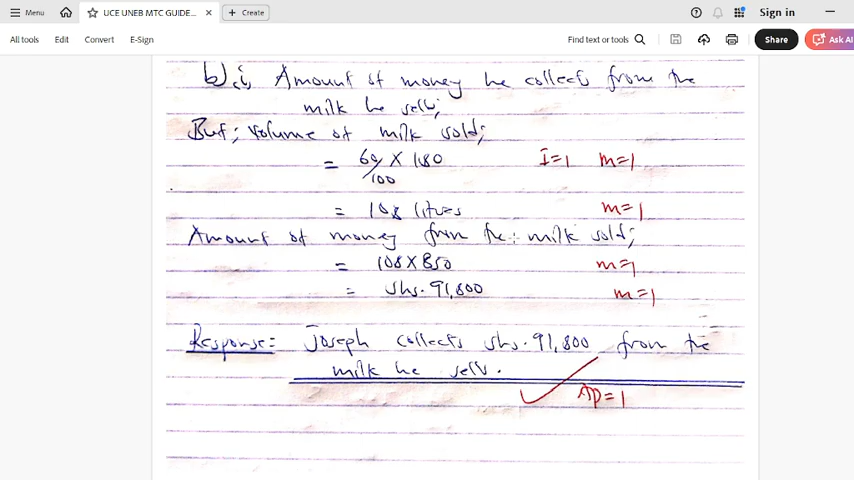 Menu
UCE UNEB MTC GUIDE...
×
+ Create
Sign in
All tools
Edit
Convert
E-Sign
Find text or tools
Share
Ask AI
b) i, Amount of money he collects from the
milk he sells;
But; Volume of milk sold;
= 60/100 × 180 I=1 m=1
= 108 litres m=1
Amount of money from the milk sold;
= 108×850 m=1
= shs. 91,800 m=1
Response: Joseph collects shs. 91,800 from the
milk he sells.
AP=1